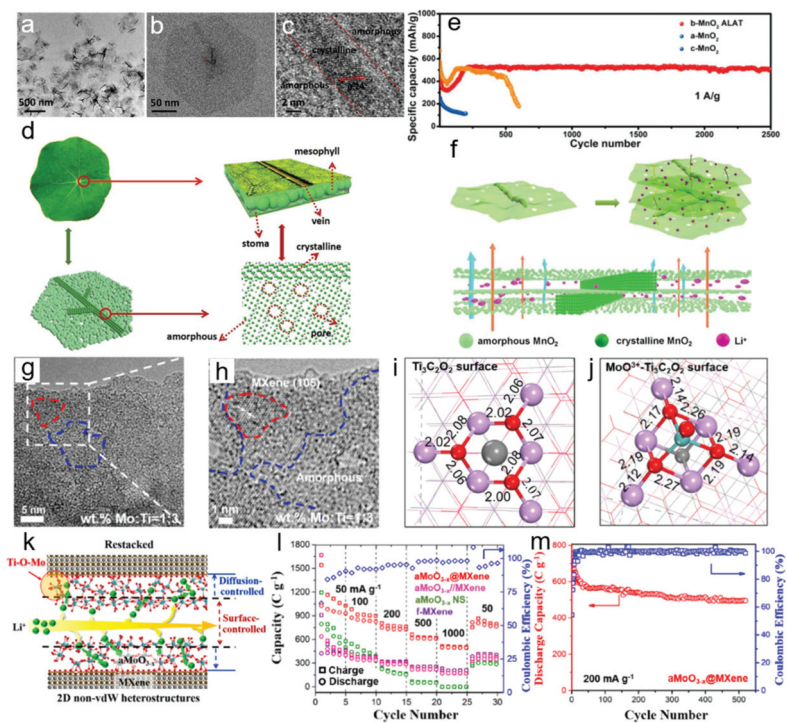 a
500 nm
b
50 nm
c
amorphous
crystalline
amorphous
2 nm
e
Specific capacity (mAh/g)
1000
800
600
400
200
0
b-MnO₂ ALAT
a-MnO₂
c-MnO₂
1 A/g
0 500 1000 1500 2000 2500
Cycle number
d
mesophyll
vein
stoma
crystalline
amorphous
pore
f
amorphous MnO₂
crystalline MnO₂
Li⁺
g
5 nm
wt.% Mo:Ti=1:3
h
MXene (105)
Amorphous
1 nm
wt.% Mo:Ti=1:3
i
Ti₃C₂O₂ surface
2.06
2.02
2.08
2.02
2.07
2.06
2.08
2.00
2.07
j
MoO³⁺-Ti₃C₂O₂ surface
2.14
2.17
2.26
2.19
2.19
2.14
2.12
2.19
2.27
k
Restacked
Ti-O-Mo
Diffusion-controlled
Surface-controlled
Li⁺
MXene
2D non-vdW heterostructures
l
Capacity (C g⁻¹)
1800
1500
1200
900
600
300
0
50 mA g⁻¹
100
200
500
1000
50
aMoO₃₋ₓ@MXene
aMoO₃₋ₓ//MXene
aMoO₃₋ₓ NS
f-MXene
Charge
Discharge
0 5 10 15 20 25 30
Cycle Number
100
75
50
25
0
Coulombic Efficiency (%)
m
Discharge Capacity (C g⁻¹)
800
600
400
200
0
200 mA g⁻¹
aMoO₃₋ₓ@MXene
0 100 200 300 400 500
Cycle Number
100
80
60
40
20
0
Coulombic Efficiency (%)